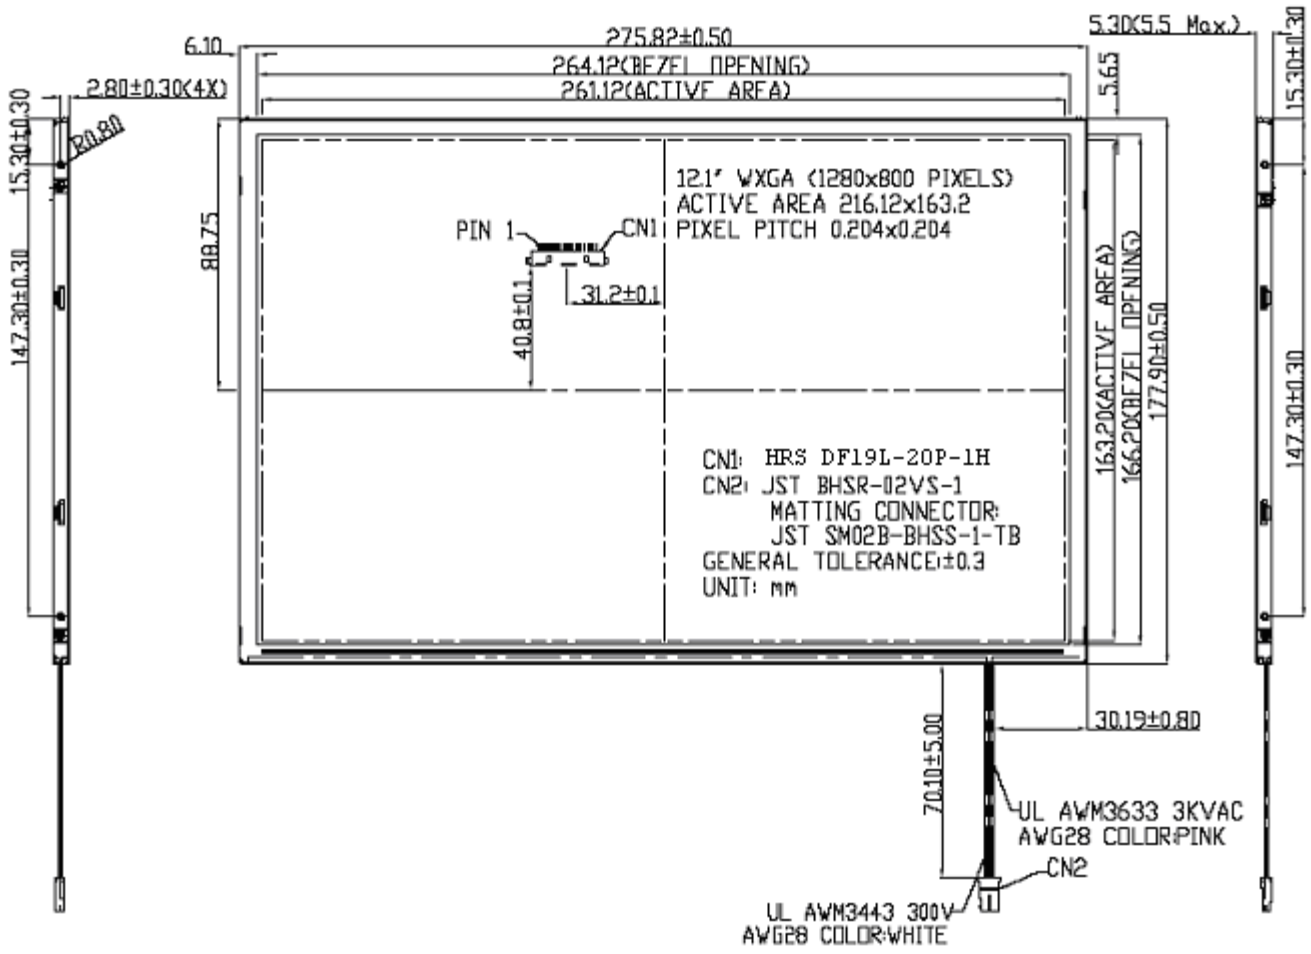 275.82±0.50
5.30(5.5 Max.)
6.10
264.12(BEZEL OPENING)
2.80±0.30(4X)
261.12(ACTIVE AREA)
5.65
15.30±0.30
15.30±0.30
R0.80
12.1" WXGA (1280x800 PIXELS)
ACTIVE AREA 216.12x163.2
PIXEL PITCH 0.204x0.204
PIN 1
CN1
88.75
31.2±0.1
40.8±0.1
147.30±0.30
163.20(ACTIVE AREA)
166.20(BEZEL OPENING)
177.90±0.50
147.30±0.30
CN1: HRS DF19L-20P-1H
CN2: JST BHSR-02VS-1
MATTING CONNECTOR:
JST SM02B-BHSS-1-TB
GENERAL TOLERANCE:±0.3
UNIT: mm
30.19±0.80
70.10±5.00
UL AWM3633 3KVAC
AWG28 COLOR:PINK
CN2
UL AWM3443 300V
AWG28 COLOR:WHITE